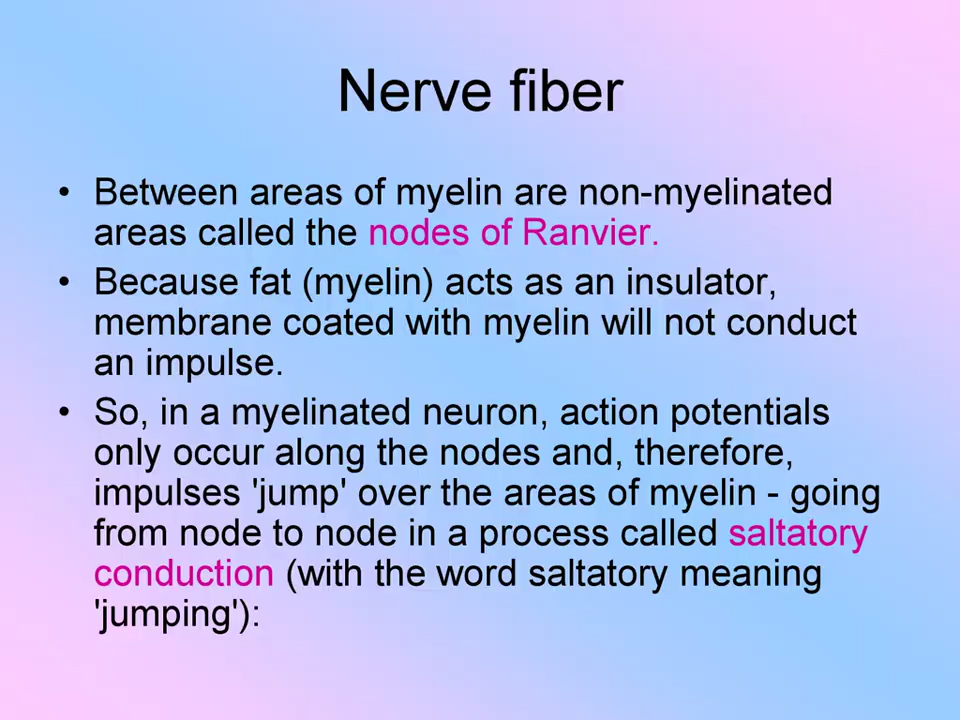 Nerve fiber
• Between areas of myelin are non-myelinated
areas called the nodes of Ranvier.
• Because fat (myelin) acts as an insulator,
membrane coated with myelin will not conduct
an impulse.
• So, in a myelinated neuron, action potentials
only occur along the nodes and, therefore,
impulses 'jump' over the areas of myelin - going
from node to node in a process called saltatory
conduction (with the word saltatory meaning
'jumping'):